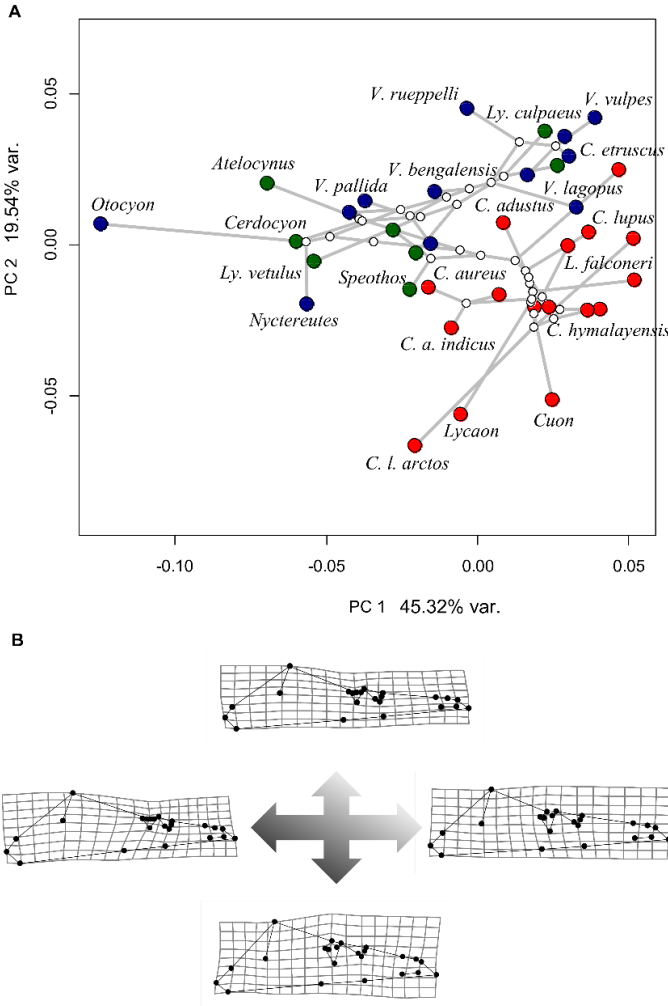 A
V. rueppelli
V. vulpes
Ly. culpaeus
C. etruscus
Atelocynus
V. bengalensis
V. pallida
V. lagopus
Otocyon
C. adustus
C. lupus
Cerdocyon
L. falconeri
Ly. vetulus
Speothos
C. aureus
Nyctereutes
C. a. indicus
C. hymalayensis
Lycaon
Cuon
C. l. arctos
PC 2 19.54% var.
0.05
0.00
-0.05
-0.10
-0.05
0.00
0.05
PC 1 45.32% var.
B